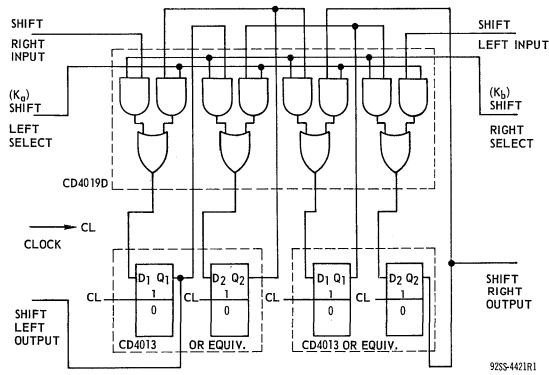 SHIFT
RIGHT
INPUT
SHIFT
LEFT INPUT
(Ka)
SHIFT
LEFT
SELECT
(Kb)
SHIFT
RIGHT
SELECT
CD4019D
CL
CLOCK
D1 Q1
1
0
D2 Q2
1
0
D1 Q1
1
0
D2 Q2
1
0
CL
CL
CL
CL
SHIFT
RIGHT
OUTPUT
SHIFT
LEFT
OUTPUT
CD4013 OR EQUIV.
CD4013 OR EQUIV.
92SS-4421R1